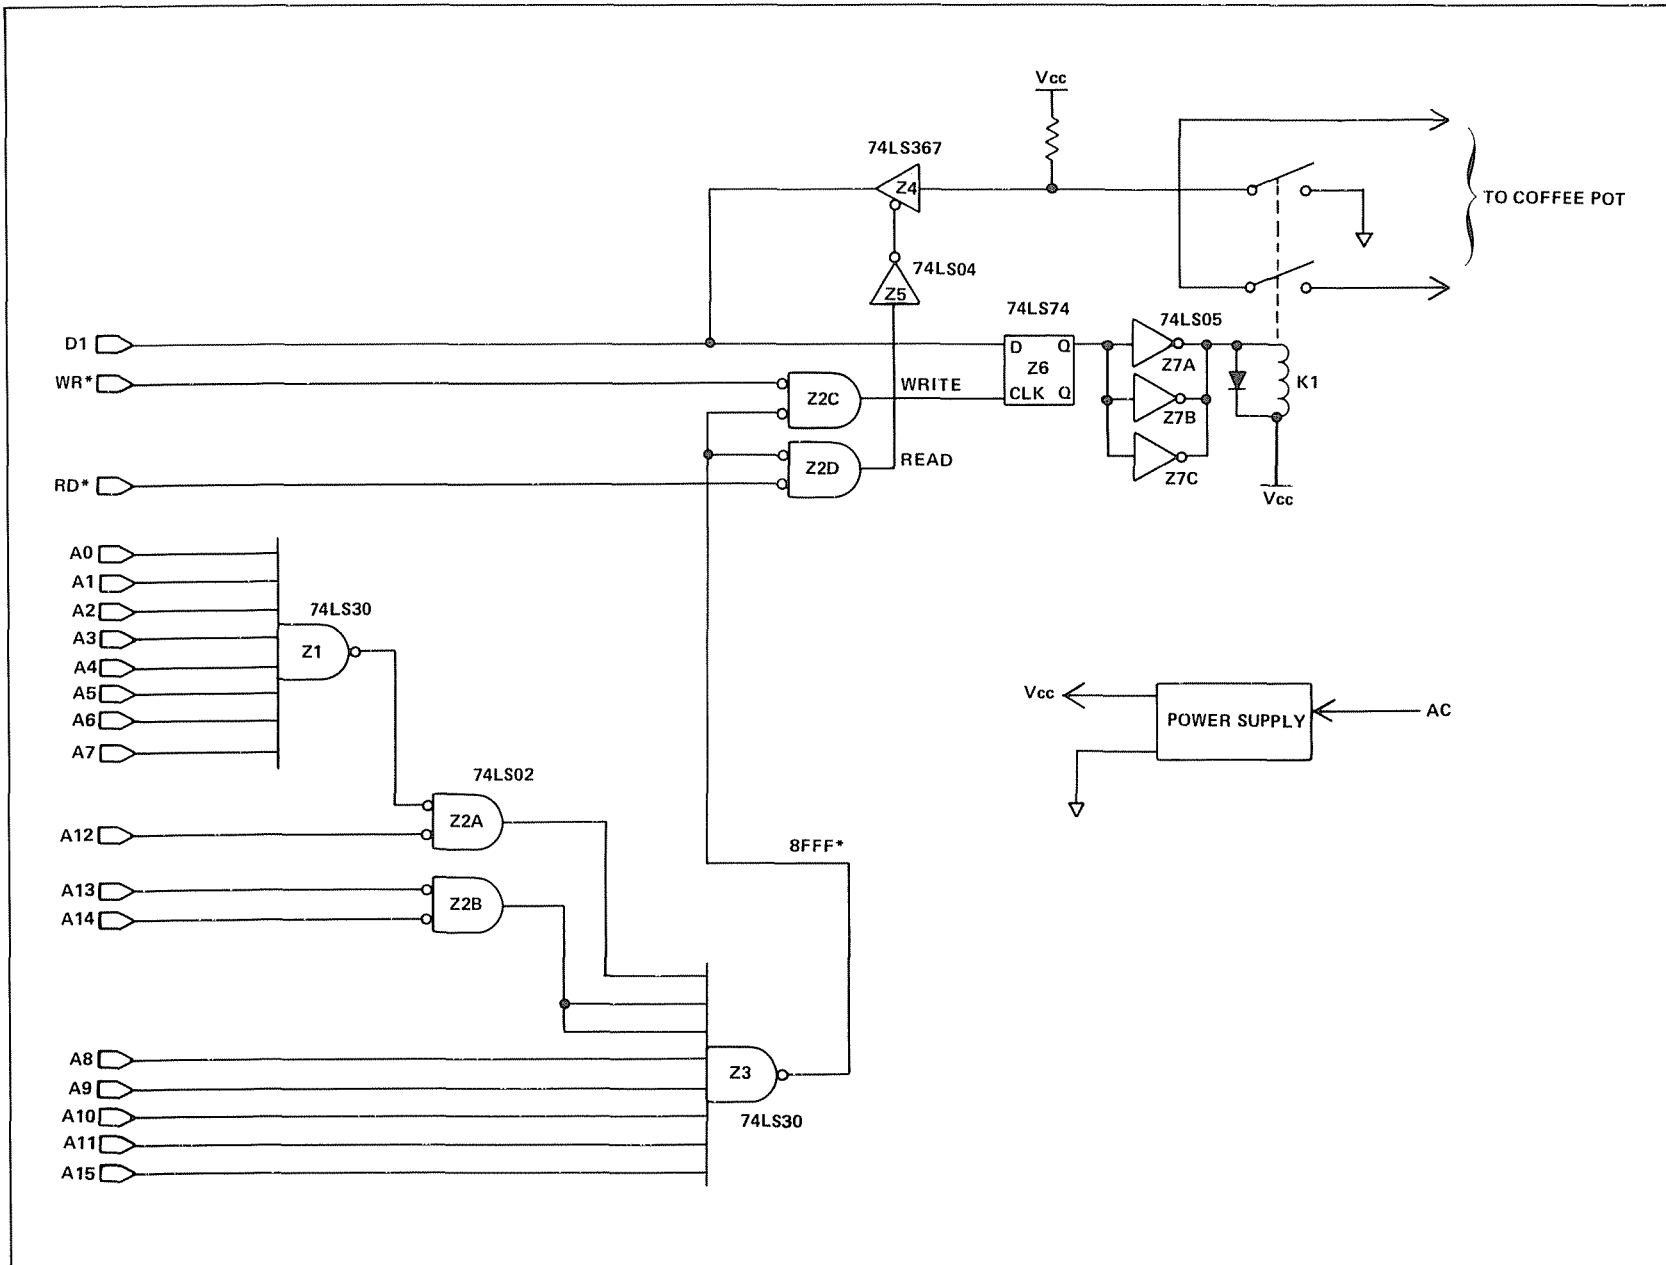 Vcc
74LS367
Z4
TO COFFEE POT
74LS04
Z5
74LS74
74LS05
D1
D Q
Z6
CLK Q
Z7A
K1
WR*
Z2C
WRITE
Z7B
Z2D
READ
Z7C
RD*
Vcc
A0
A1
A2
74LS30
A3
Z1
A4
A5
A6
A7
Vcc
POWER SUPPLY
AC
74LS02
Z2A
A12
8FFF*
A13
Z2B
A14
A8
Z3
A9
A10
74LS30
A11
A15